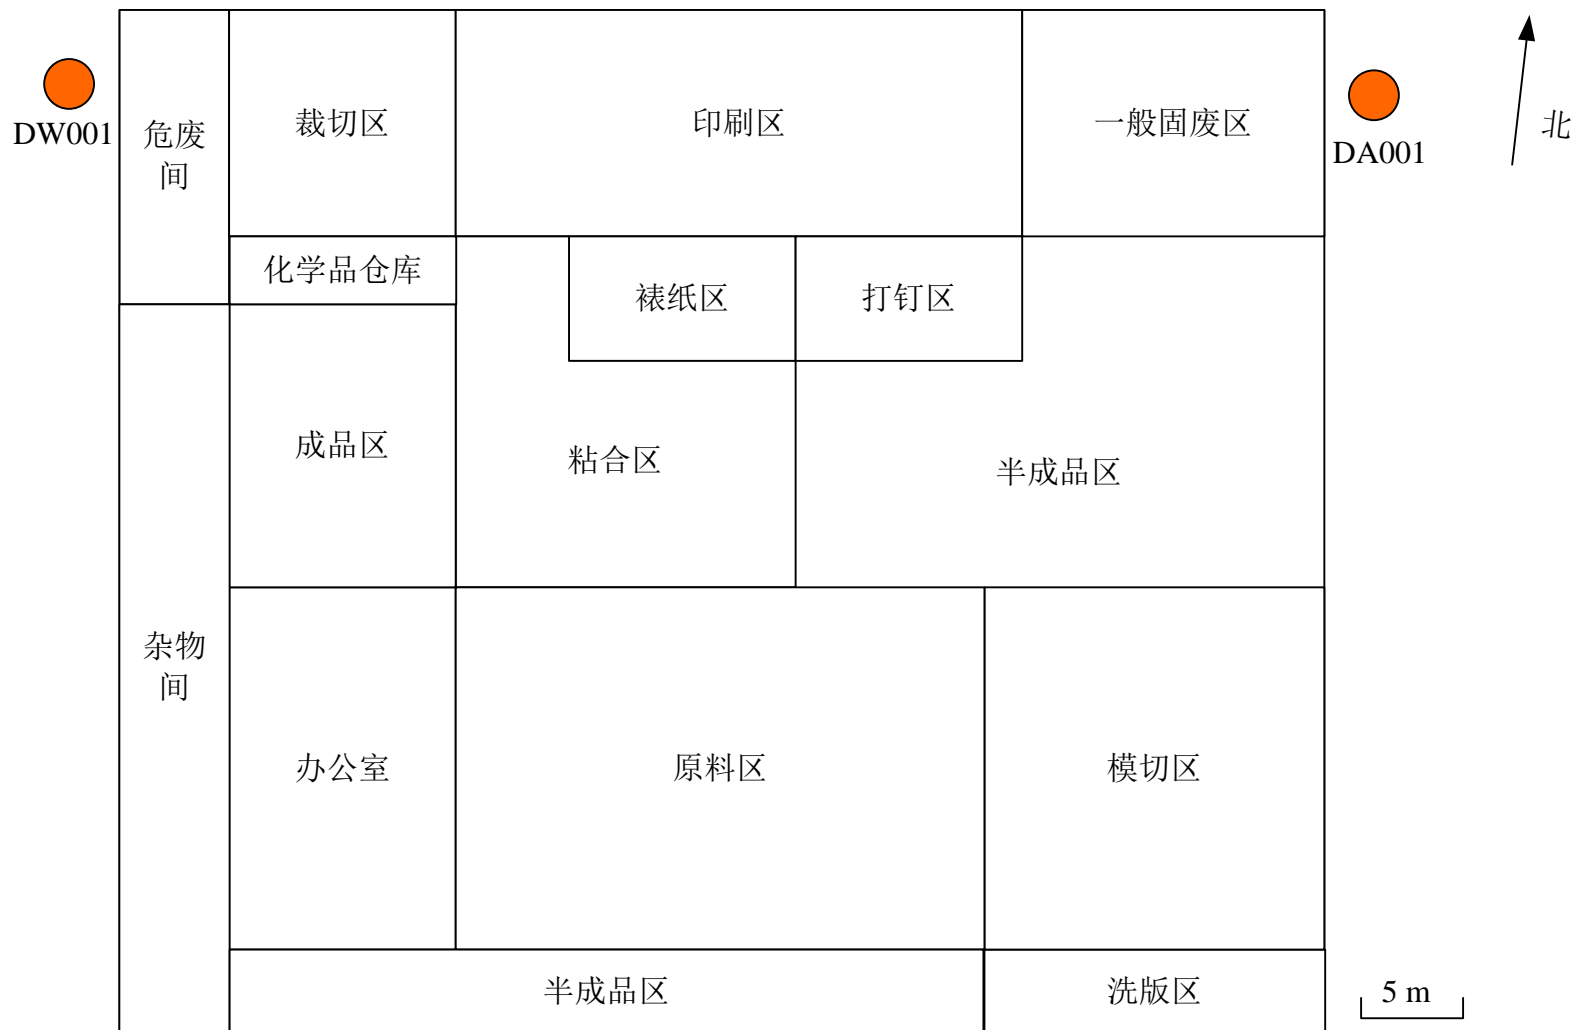 DW001
危废
间
裁切区
印刷区
一般固废区
DA001
北
化学品仓库
裱纸区
打钉区
成品区
粘合区
半成品区
杂物
间
办公室
原料区
模切区
半成品区
洗版区
5 m